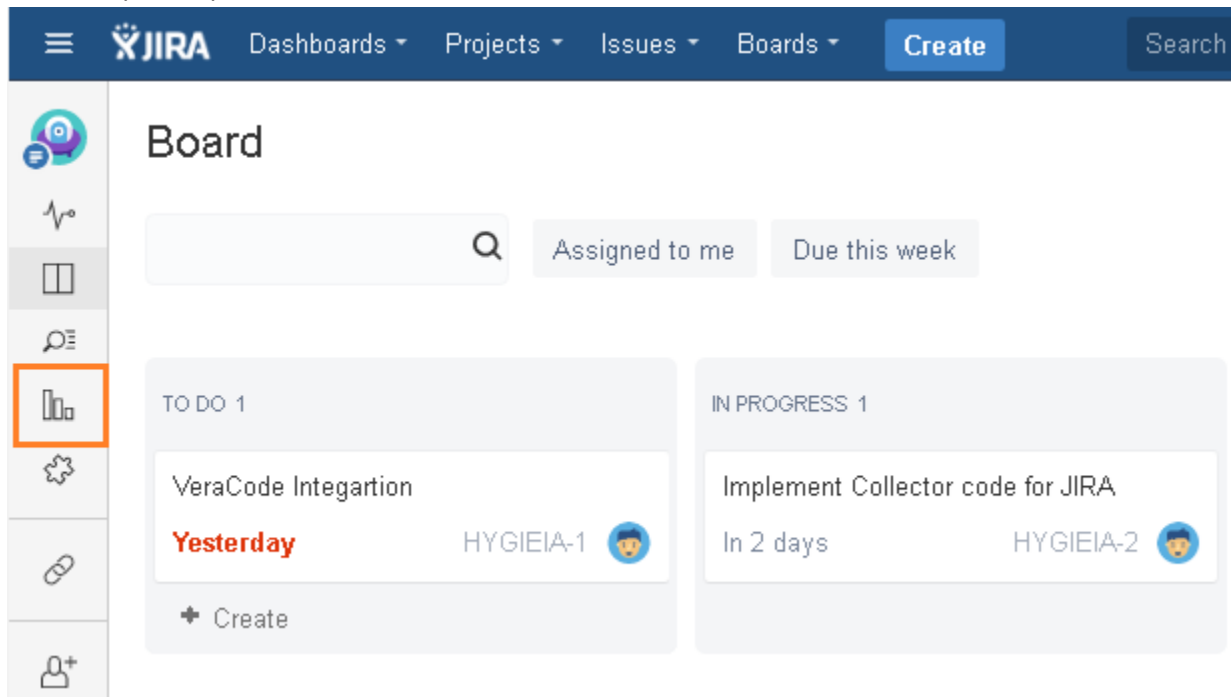 JIRA Dashboards Projects Issues Boards Create Search
Board
Assigned to me Due this week
TO DO 1 IN PROGRESS 1
VeraCode Integartion Implement Collector code for JIRA
Yesterday HYGIEIA-1 In 2 days HYGIEIA-2
+ Create